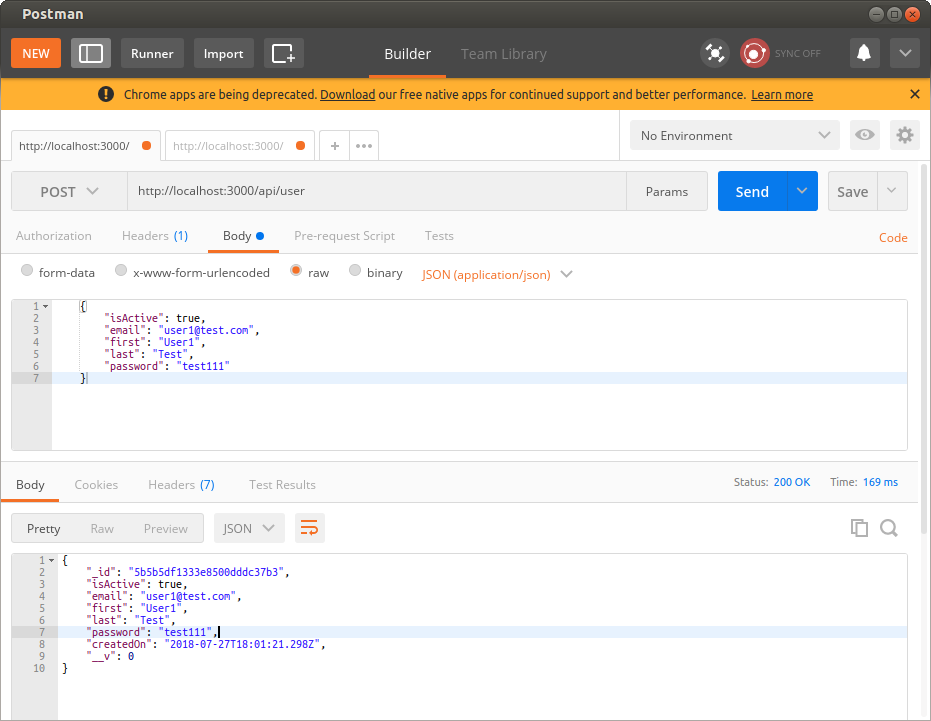 Postman
NEW Runner Import Builder Team Library SYNC OFF
Chrome apps are being deprecated. Download our free native apps for continued support and better performance. Learn more
http://localhost:3000/ http://localhost:3000/ No Environment
POST http://localhost:3000/api/user Params Send Save
Authorization Headers (1) Body Pre-request Script Tests Code
form-data x-www-form-urlencoded raw binary JSON (application/json)
1 {
2 "isActive": true,
3 "email": "user1@test.com",
4 "first": "User1",
5 "last": "Test",
6 "password": "test111"
7 }
Body Cookies Headers (7) Test Results Status: 200 OK Time: 169 ms
Pretty Raw Preview JSON
1 {
2 "_id": "5b5b5df1333e8500dddc37b3",
3 "isActive": true,
4 "email": "user1@test.com",
5 "first": "User1",
6 "last": "Test",
7 "password": "test111",
8 "createdOn": "2018-07-27T18:01:21.298Z",
9 "__v": 0
10 }